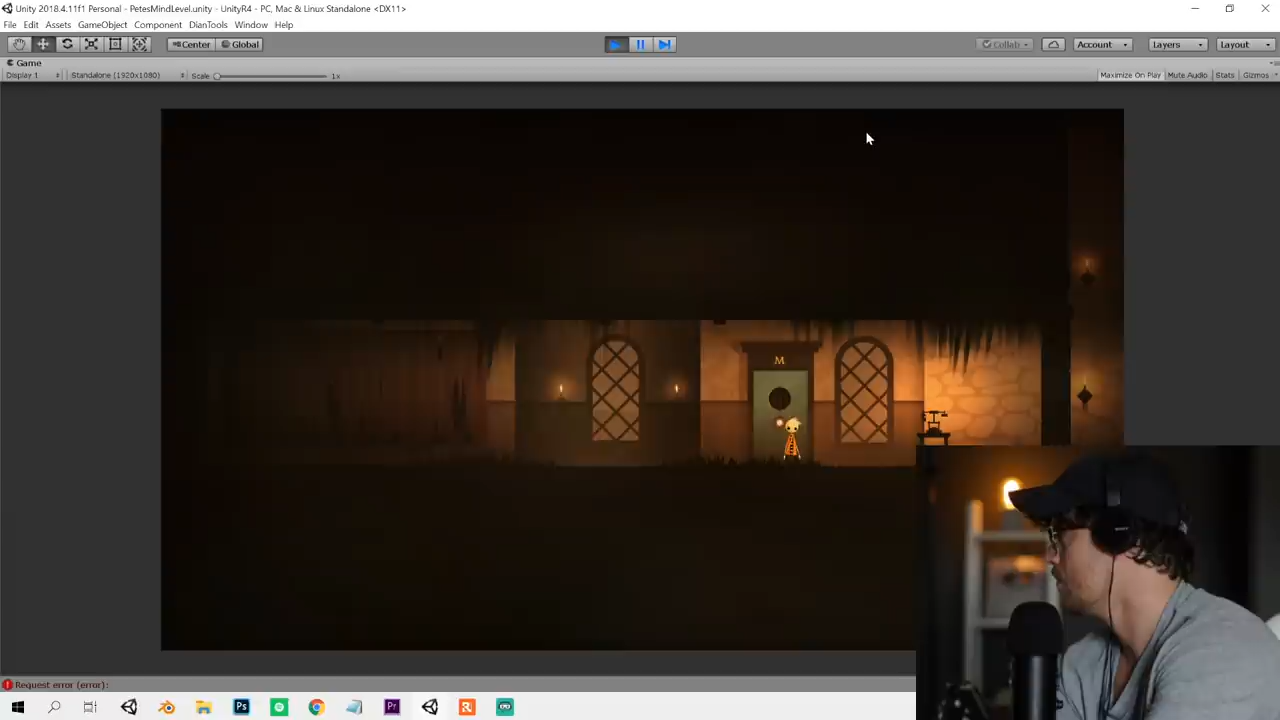 Unity 2018.4.11f1 Personal - PetesMindLevel.unity - UnityR4 - PC, Mac & Linux Standalone <DX11>
File Edit Assets GameObject Component DianTools Window Help
Center Global Collab Account Layers Layout
Game
Display 1 Standalone (1920x1080) Scale 1x Maximize On Play Mute Audio Stats Gizmos
M
Request error (error):
Ps Pr